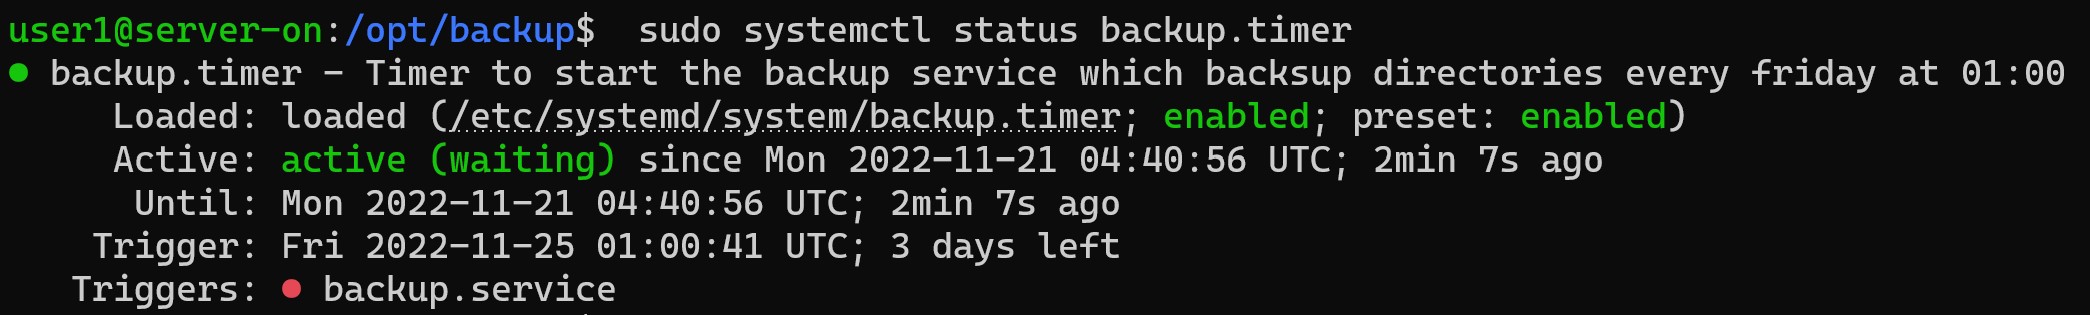 user1@server-on:/opt/backup$  sudo systemctl status backup.timer
● backup.timer - Timer to start the backup service which backsup directories every friday at 01:00
     Loaded: loaded (/etc/systemd/system/backup.timer; enabled; preset: enabled)
     Active: active (waiting) since Mon 2022-11-21 04:40:56 UTC; 2min 7s ago
      Until: Mon 2022-11-21 04:40:56 UTC; 2min 7s ago
    Trigger: Fri 2022-11-25 01:00:41 UTC; 3 days left
   Triggers: ● backup.service